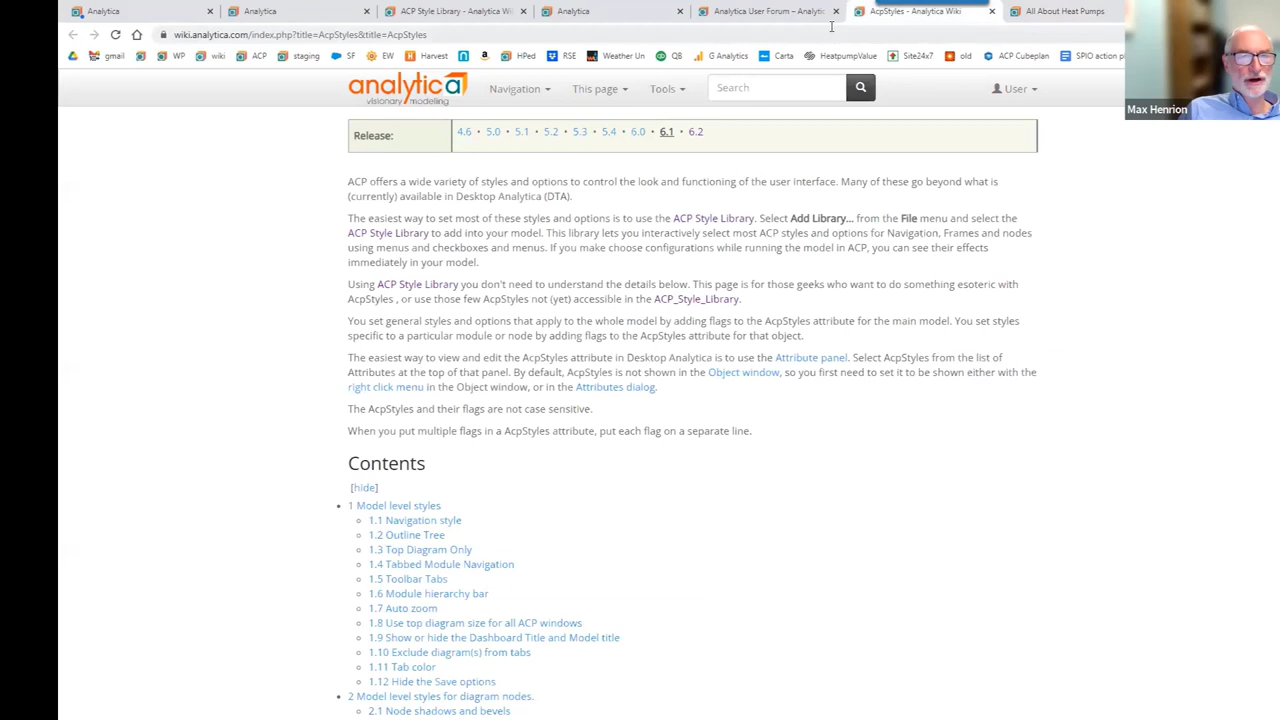 Analytica
Analytica
ACP Style Library - Analytica Wi
Analytica
Analytica User Forum – Analytic
AcpStyles - Analytica Wiki
All About Heat Pumps
wiki.analytica.com/index.php?title=AcpStyles&title=AcpStyles
gmail
SF
WP
wiki
ACP
staging
SF
HPed
RSE
Weather Un
QB
G Analytics
Carta
HeatpumpValue
Site24x7
old
ACP Cubeplan
SPIO action p
analytica
visionary modelling
Navigation
This page
Tools
Search
User
Max Henrion
Release:
4.6 • 5.0 • 5.1 • 5.2 • 5.3 • 5.4 • 6.0 • 6.1 • 6.2
ACP offers a wide variety of styles and options to control the look and functioning of the user interface. Many of these go beyond what is
(currently) available in Desktop Analytica (DTA).
The easiest way to set most of these styles and options is to use the ACP Style Library. Select Add Library... from the File menu and select the
ACP Style Library to add into your model. This library lets you interactively select most ACP styles and options for Navigation, Frames and nodes
using menus and checkboxes and menus. If you make choose configurations while running the model in ACP, you can see their effects
immediately in your model.
Using ACP Style Library you don't need to understand the details below. This page is for those geeks who want to do something esoteric with
AcpStyles , or use those few AcpStyles not (yet) accessible in the ACP_Style_Library.
You set general styles and options that apply to the whole model by adding flags to the AcpStyles attribute for the main model. You set styles
specific to a particular module or node by adding flags to the AcpStyles attribute for that object.
The easiest way to view and edit the AcpStyles attribute in Desktop Analytica is to use the Attribute panel. Select AcpStyles from the list of
Attributes at the top of that panel. By default, AcpStyles is not shown in the Object window, so you first need to set it to be shown either with the
right click menu in the Object window, or in the Attributes dialog.
The AcpStyles and their flags are not case sensitive.
When you put multiple flags in a AcpStyles attribute, put each flag on a separate line.
Contents
[hide]
1 Model level styles
1.1 Navigation style
1.2 Outline Tree
1.3 Top Diagram Only
1.4 Tabbed Module Navigation
1.5 Toolbar Tabs
1.6 Module hierarchy bar
1.7 Auto zoom
1.8 Use top diagram size for all ACP windows
1.9 Show or hide the Dashboard Title and Model title
1.10 Exclude diagram(s) from tabs
1.11 Tab color
1.12 Hide the Save options
2 Model level styles for diagram nodes.
2.1 Node shadows and bevels